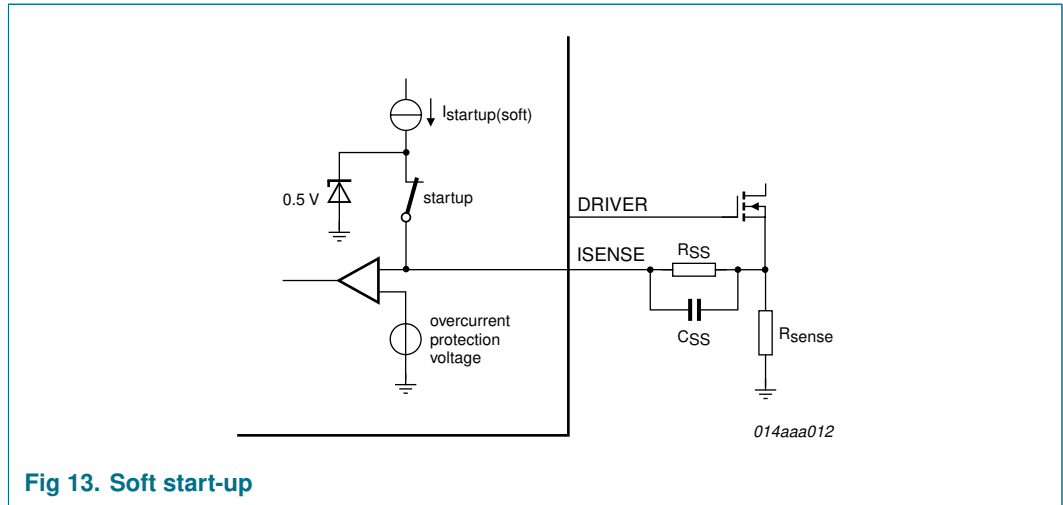 Istartup(soft)
0.5 V
startup
DRIVER
ISENSE
RSS
CSS
Rsense
overcurrent
protection
voltage
014aaa012
Fig 13. Soft start-up